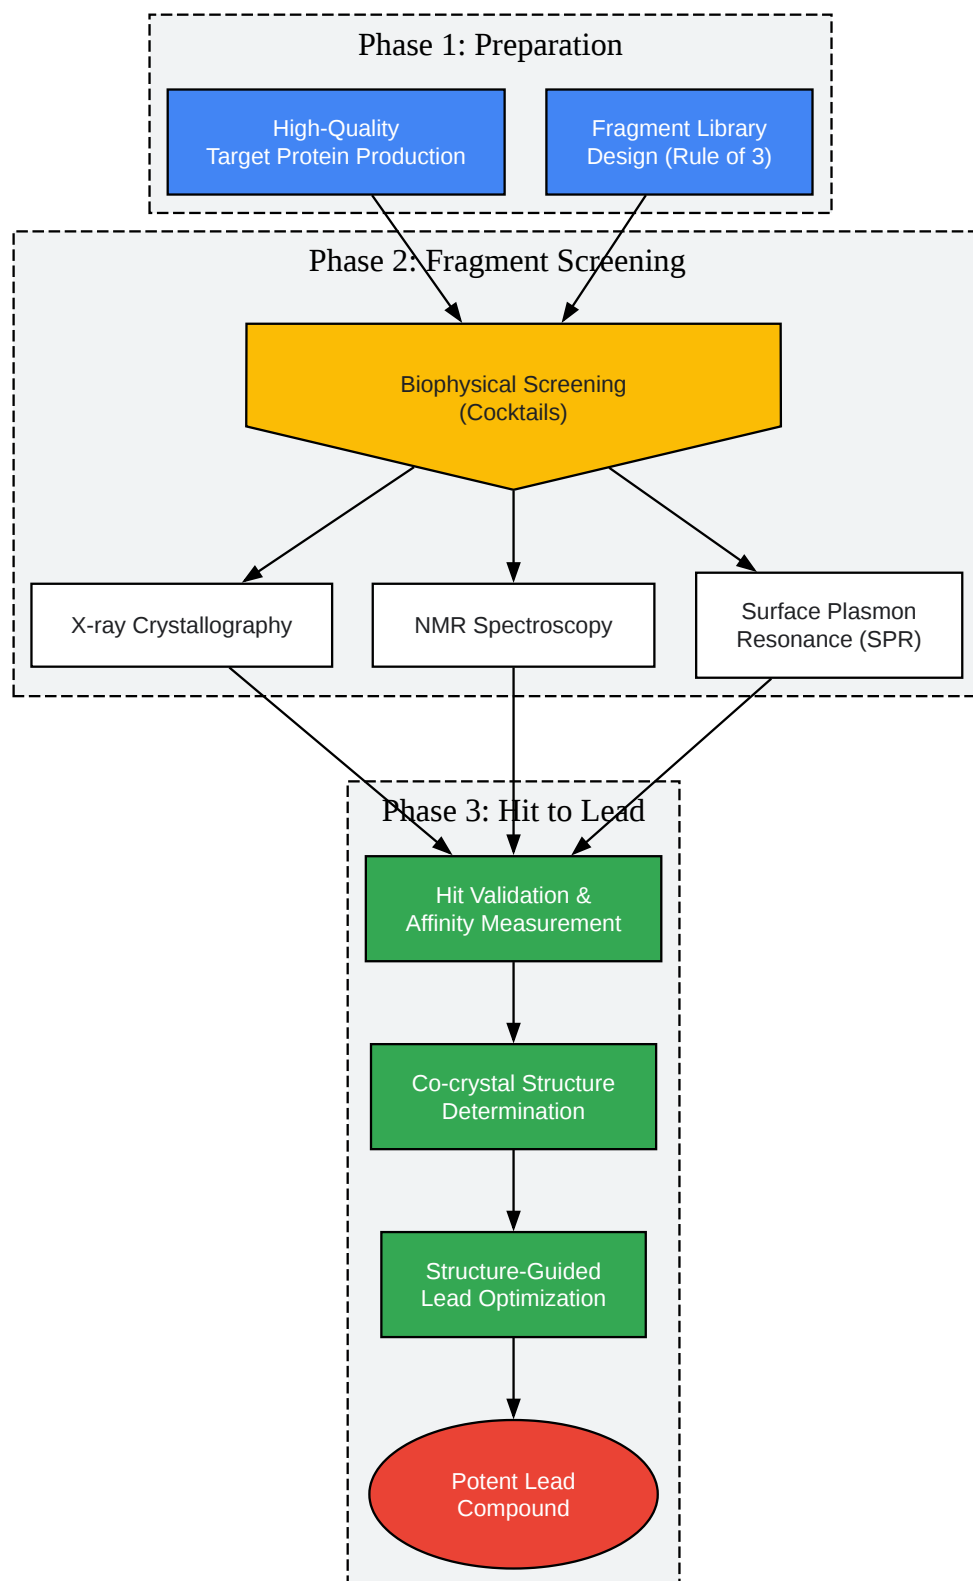 Phase 1: Preparation
High-Quality
Target Protein Production
Fragment Library
Design (Rule of 3)
Phase 2: Fragment Screening
Biophysical Screening
(Cocktails)
X-ray Crystallography
NMR Spectroscopy
Surface Plasmon
Resonance (SPR)
Phase 3: Hit to Lead
Hit Validation &
Affinity Measurement
Co-crystal Structure
Determination
Structure-Guided
Lead Optimization
Potent Lead
Compound